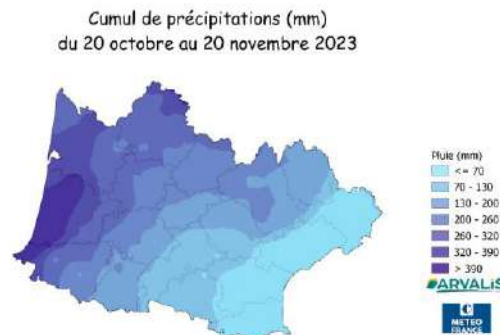 Cumul de précipitations (mm)
du 20 octobre au 20 novembre 2023
Pluie (mm)
<= 70
70 - 130
130 - 200
200 - 260
260 - 320
320 - 390
> 390
ARVALIS
METEO
FRANCE